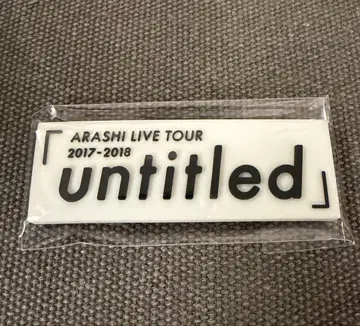 「ARASHI LIVE TOUR
2017-2018
untitled」